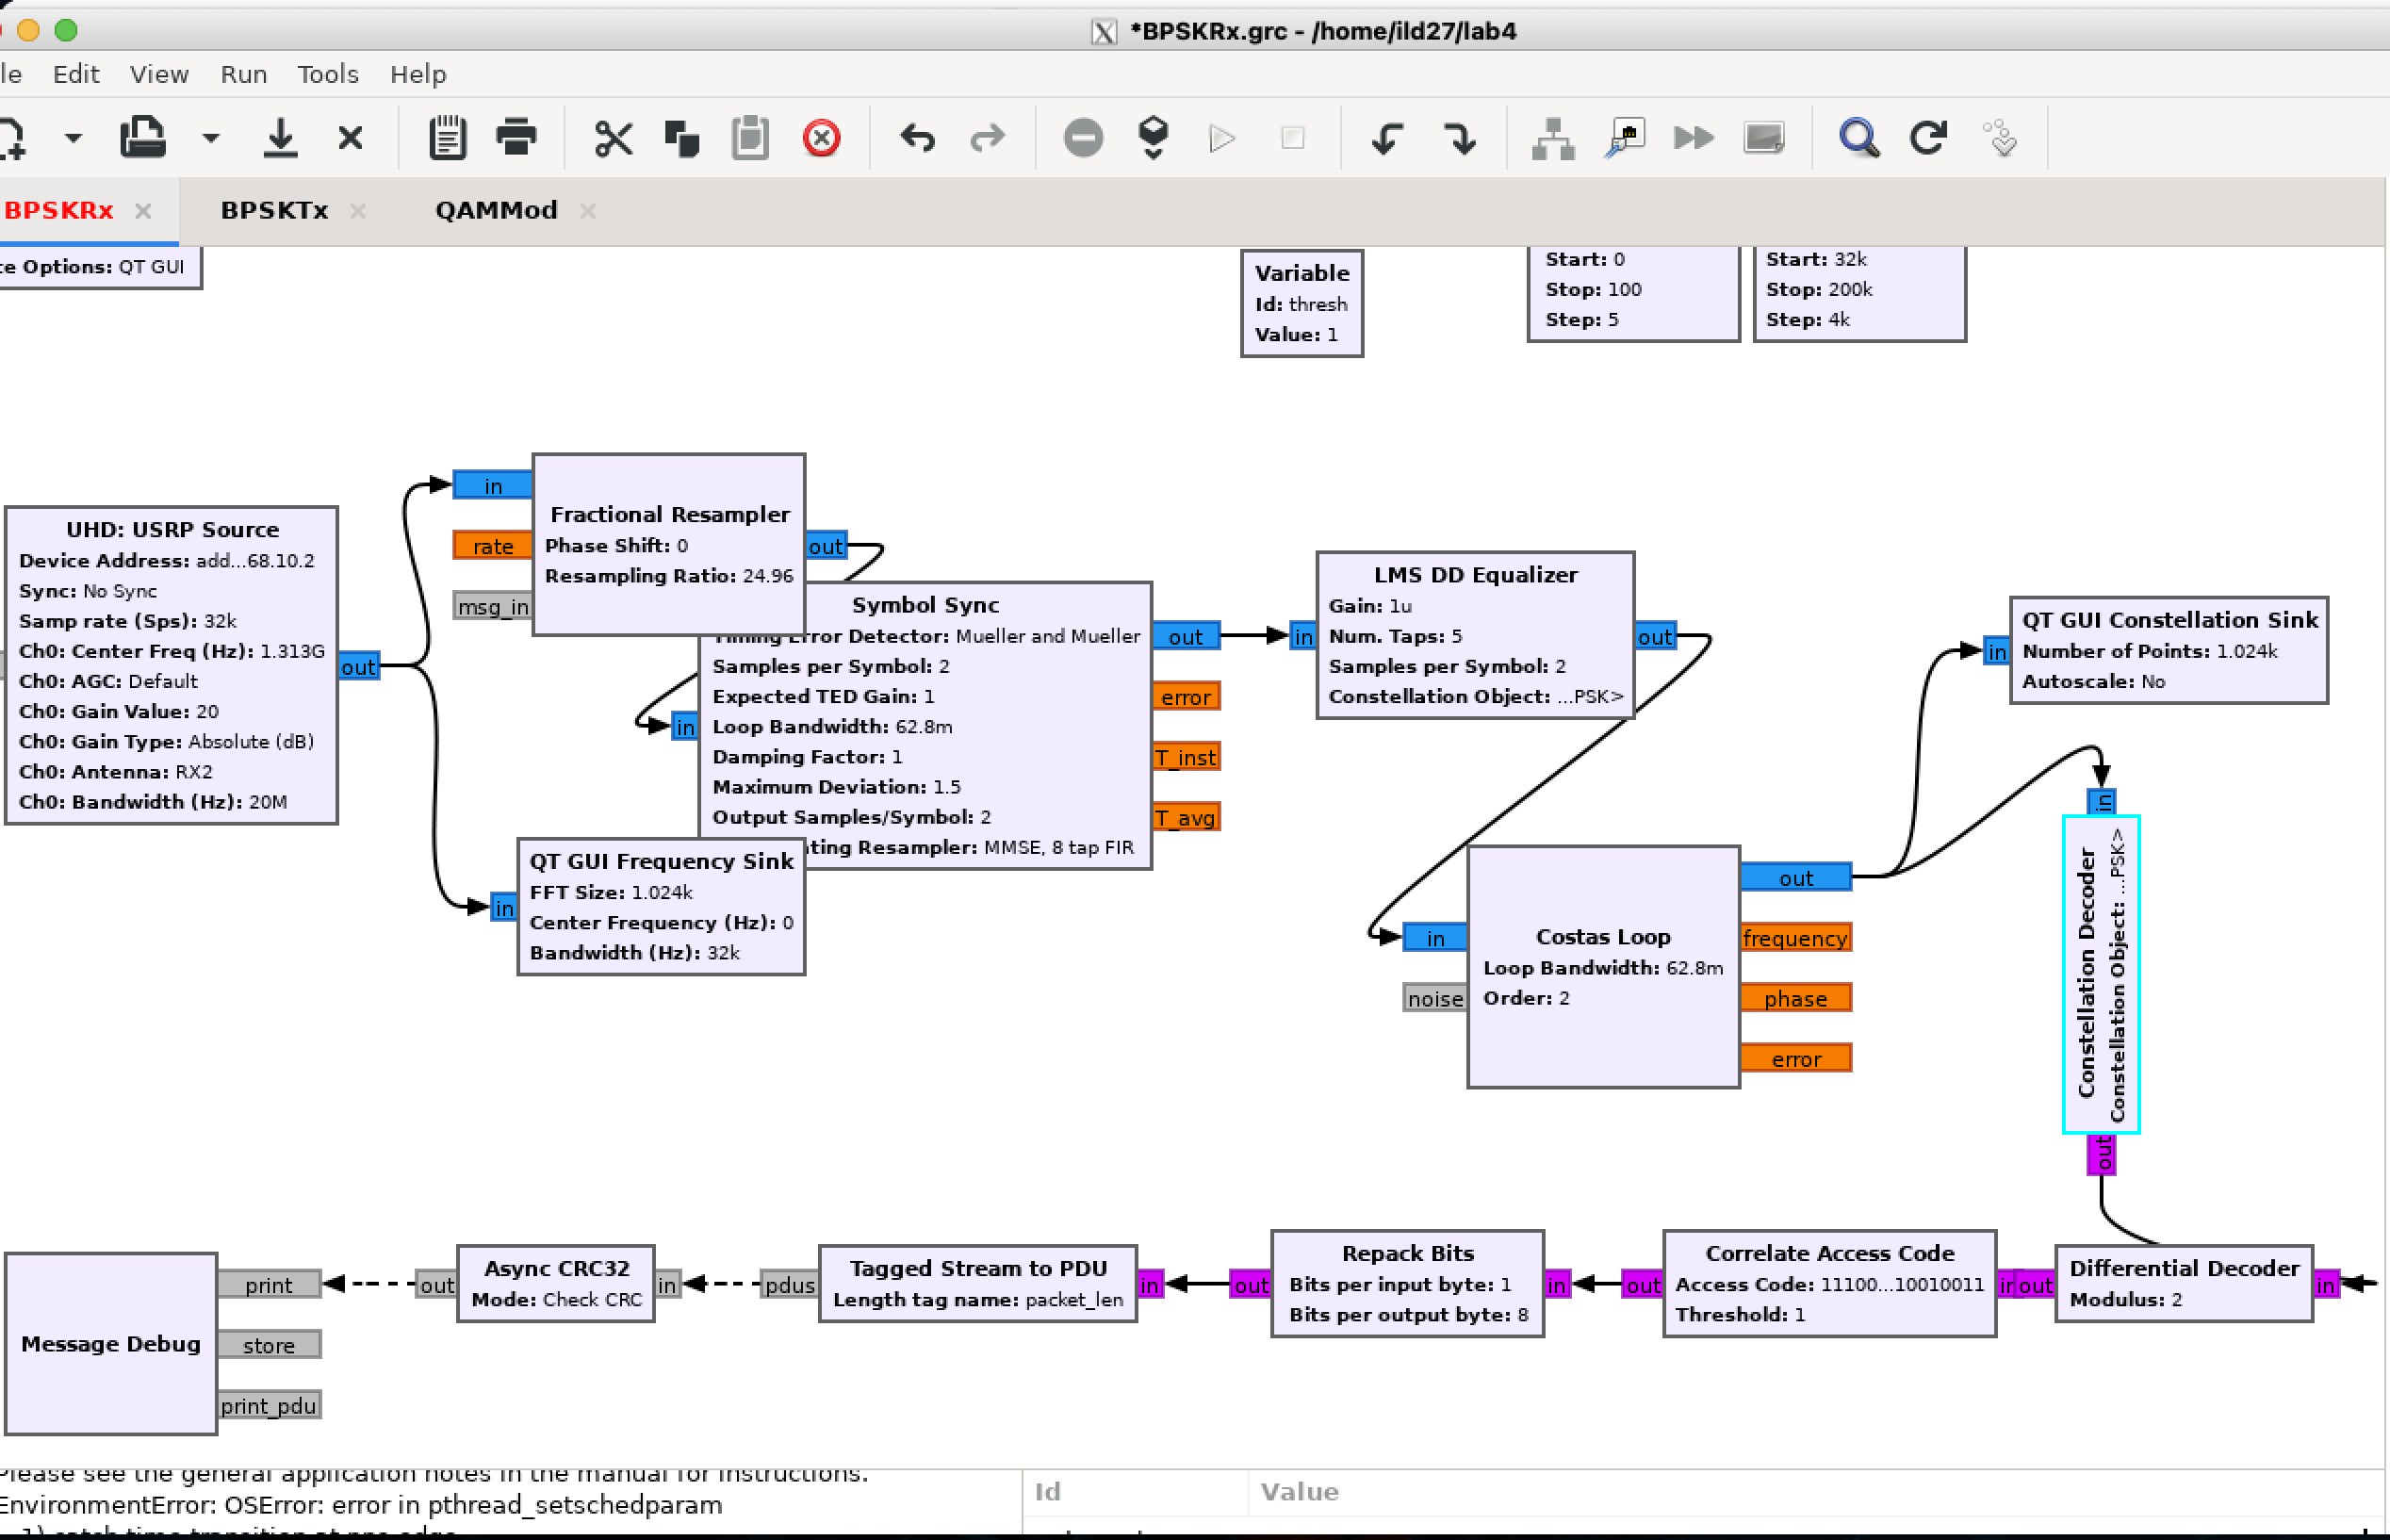 *BPSKRx.grc - /home/ild27/lab4
le Edit View Run Tools Help
BPSKRx BPSKTx QAMMod
te Options: QT GUI
Variable
Id: thresh
Value: 1
Start: 0
Stop: 100
Step: 5
Start: 32k
Stop: 200k
Step: 4k
UHD: USRP Source
Device Address: add...68.10.2
Sync: No Sync
Samp rate (Sps): 32k
Ch0: Center Freq (Hz): 1.313G
Ch0: AGC: Default
Ch0: Gain Value: 20
Ch0: Gain Type: Absolute (dB)
Ch0: Antenna: RX2
Ch0: Bandwidth (Hz): 20M
out
in
rate
msg_in
Fractional Resampler
Phase Shift: 0
Resampling Ratio: 24.96
out
in
Symbol Sync
Timing Error Detector: Mueller and Mueller
Samples per Symbol: 2
Expected TED Gain: 1
Loop Bandwidth: 62.8m
Damping Factor: 1
Maximum Deviation: 1.5
Output Samples/Symbol: 2
ating Resampler: MMSE, 8 tap FIR
out
error
T_inst
T_avg
in
QT GUI Frequency Sink
FFT Size: 1.024k
Center Frequency (Hz): 0
Bandwidth (Hz): 32k
in
LMS DD Equalizer
Gain: 1u
Num. Taps: 5
Samples per Symbol: 2
Constellation Object: ...PSK>
out
in
noise
Costas Loop
Loop Bandwidth: 62.8m
Order: 2
out
frequency
phase
error
in
QT GUI Constellation Sink
Number of Points: 1.024k
Autoscale: No
in
Constellation Decoder
Constellation Object: ...PSK>
out
Message Debug
print
store
print_pdu
out
Async CRC32
Mode: Check CRC
in
pdus
Tagged Stream to PDU
Length tag name: packet_len
in
out
Repack Bits
Bits per input byte: 1
Bits per output byte: 8
in
out
Correlate Access Code
Access Code: 11100...10010011
Threshold: 1
in
out
Differential Decoder
Modulus: 2
in
Please see the general application notes in the manual for instructions.
EnvironmentError: OSError: error in pthread_setschedparam
1) catch time transition at pps edge
Id Value